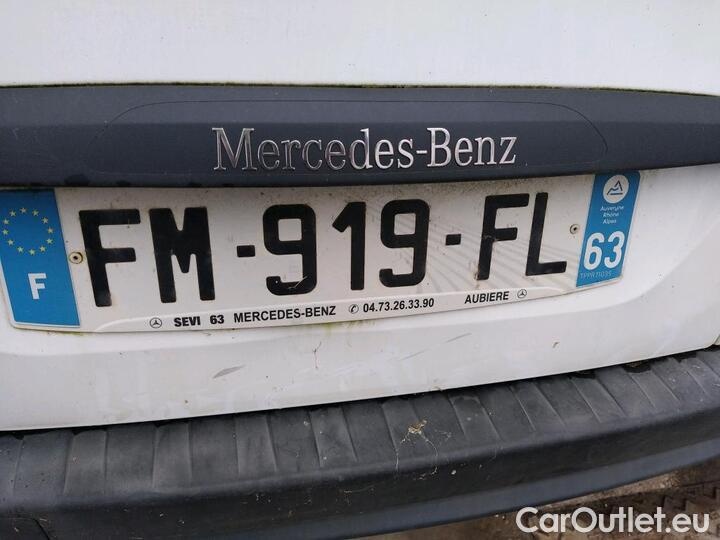 Mercedes-Benz
F
FM-919-FL
Auvergne
Rhône
Alpes
63
TPPR11035
SEVI 63 MERCEDES-BENZ ✆ 04.73.26.33.90 AUBIERE
CarOutlet.eu